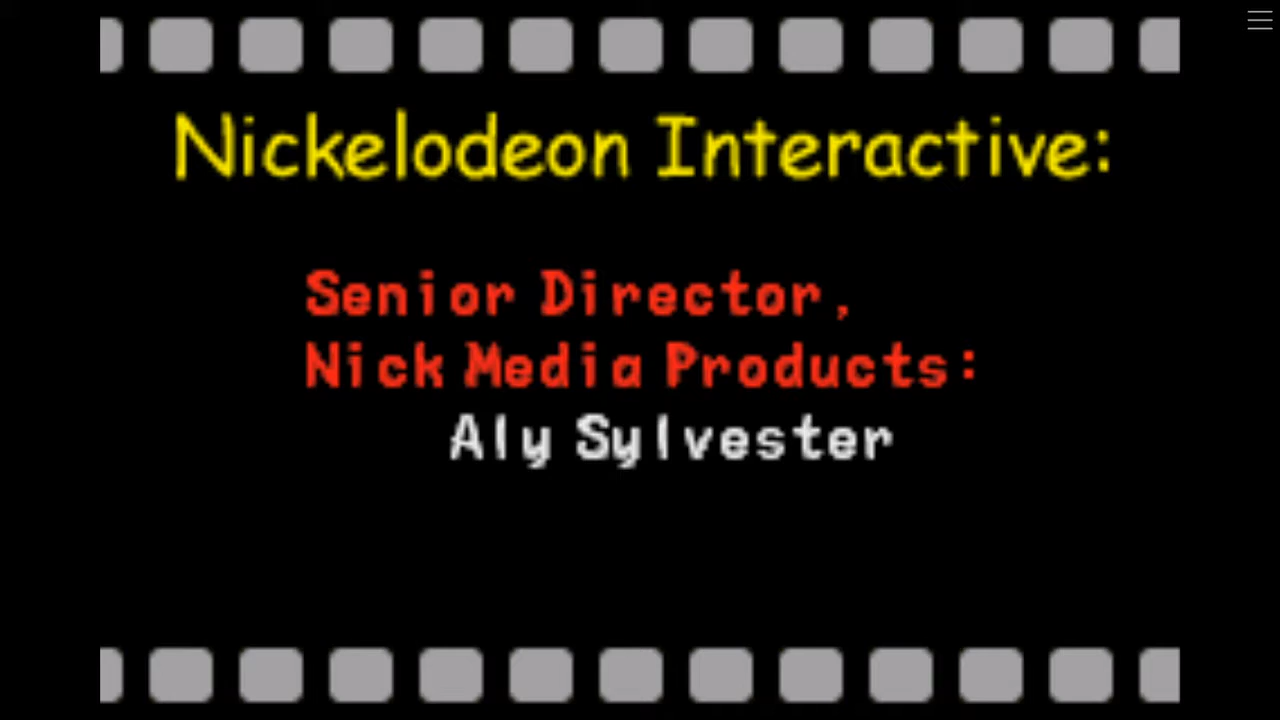 Nickelodeon Interactive:
Senior Director,
Nick Media Products:
Aly Sylvester